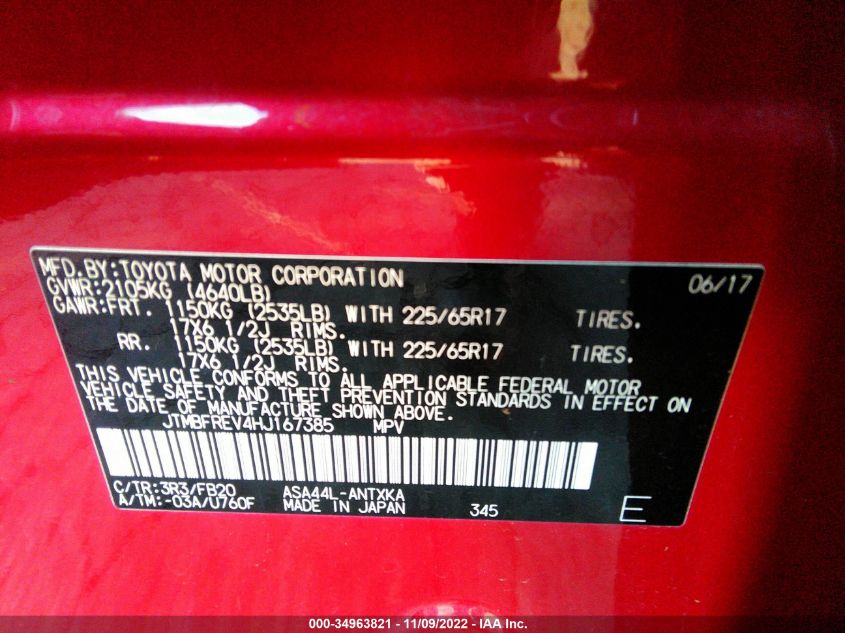 MFD.BY:TOYOTA MOTOR CORPORATION 06/17
GVWR:2105KG (4640LB)
GAWR:FRT. 1150KG (2535LB) WITH 225/65R17 TIRES.
17X6 1/2J RIMS.
RR. 1150KG (2535LB) WITH 225/65R17 TIRES.
17X6 1/2J RIMS.
THIS VEHICLE CONFORMS TO ALL APPLICABLE FEDERAL MOTOR
VEHICLE SAFETY AND THEFT PREVENTION STANDARDS IN EFFECT ON
THE DATE OF MANUFACTURE SHOWN ABOVE.
JTMBFREV4HJ167385 MPV
C/TR:3R3/FB20 ASA44L-ANTXKA
A/TM:-03A/U760F MADE IN JAPAN 345 E
000-34963821 - 11/09/2022 - IAA Inc.